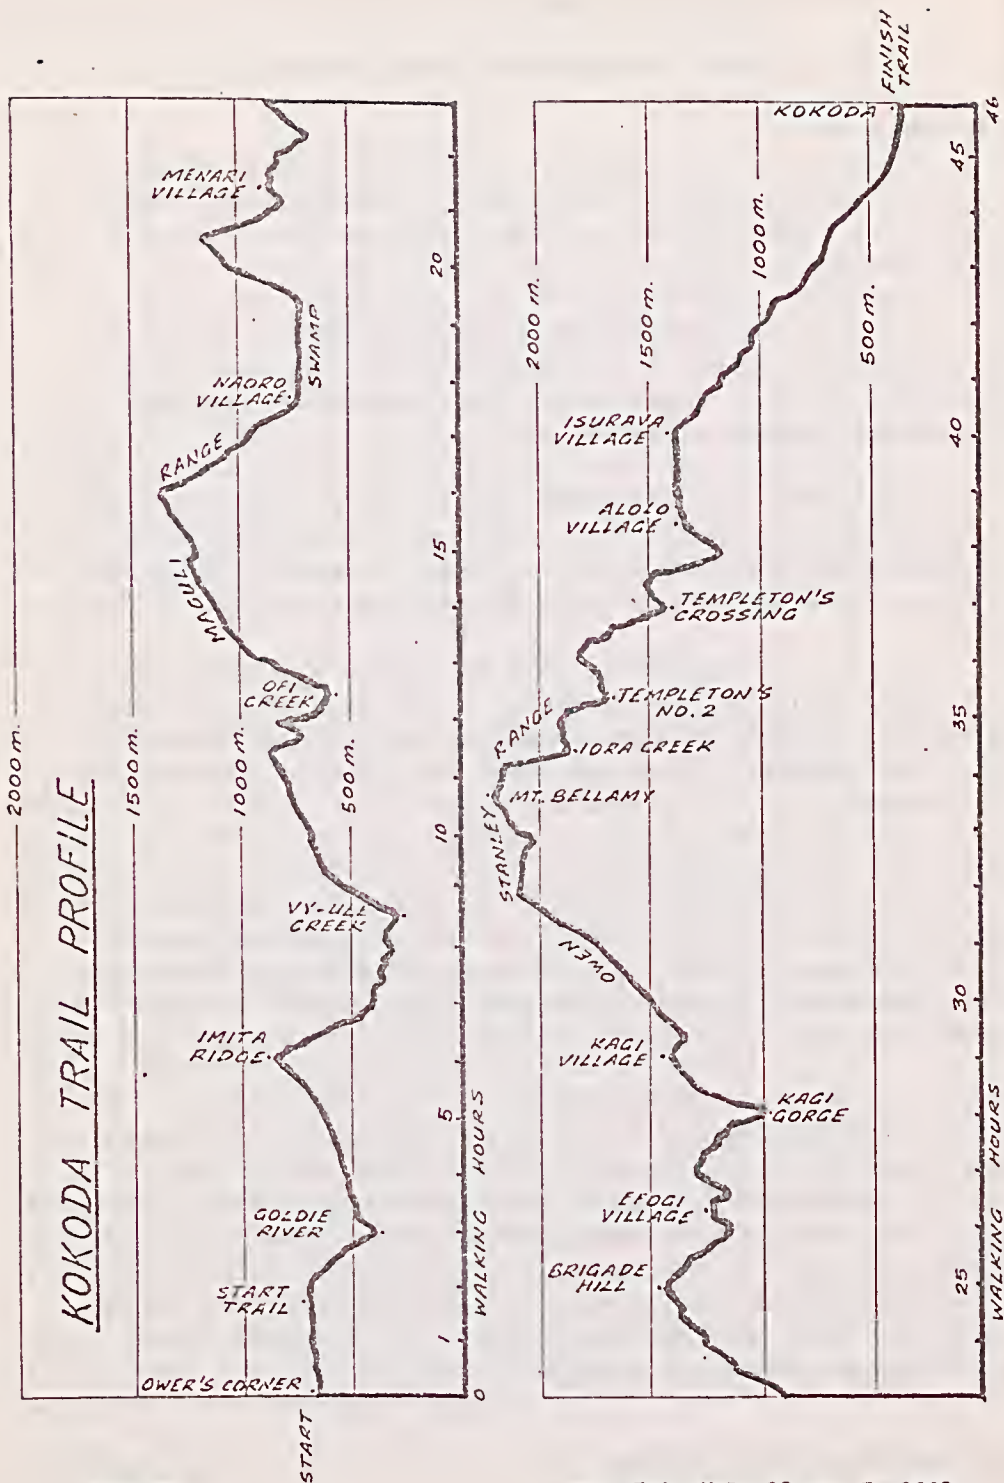 KOKODA TRAIL PROFILE
2000 m.
1500 m.
1000 m.
500 m.
START
OWER'S CORNER
START
TRAIL
GOLDIE
RIVER
IMITA
RIDGE
VY-ULE
CREEK
OFI
CREEK
MAGULI
RANGE
NAORO
VILLAGE
SWAMP
MENARI
VILLAGE
0
1
5
10
15
20
WALKING HOURS
2000 m.
1500 m.
1000 m.
500 m.
BRIGADE
HILL
EFOGI
VILLAGE
KAGI
GORGE
KAGI
VILLAGE
OWEN
STANLEY
RANGE
MT. BELLAMY
IORA CREEK
TEMPLETON'S
NO. 2
TEMPLETON'S
CROSSING
ALOLO
VILLAGE
ISURAVA
VILLAGE
KOKODA
FINISH
TRAIL
25
30
35
40
45
46
WALKING HOURS